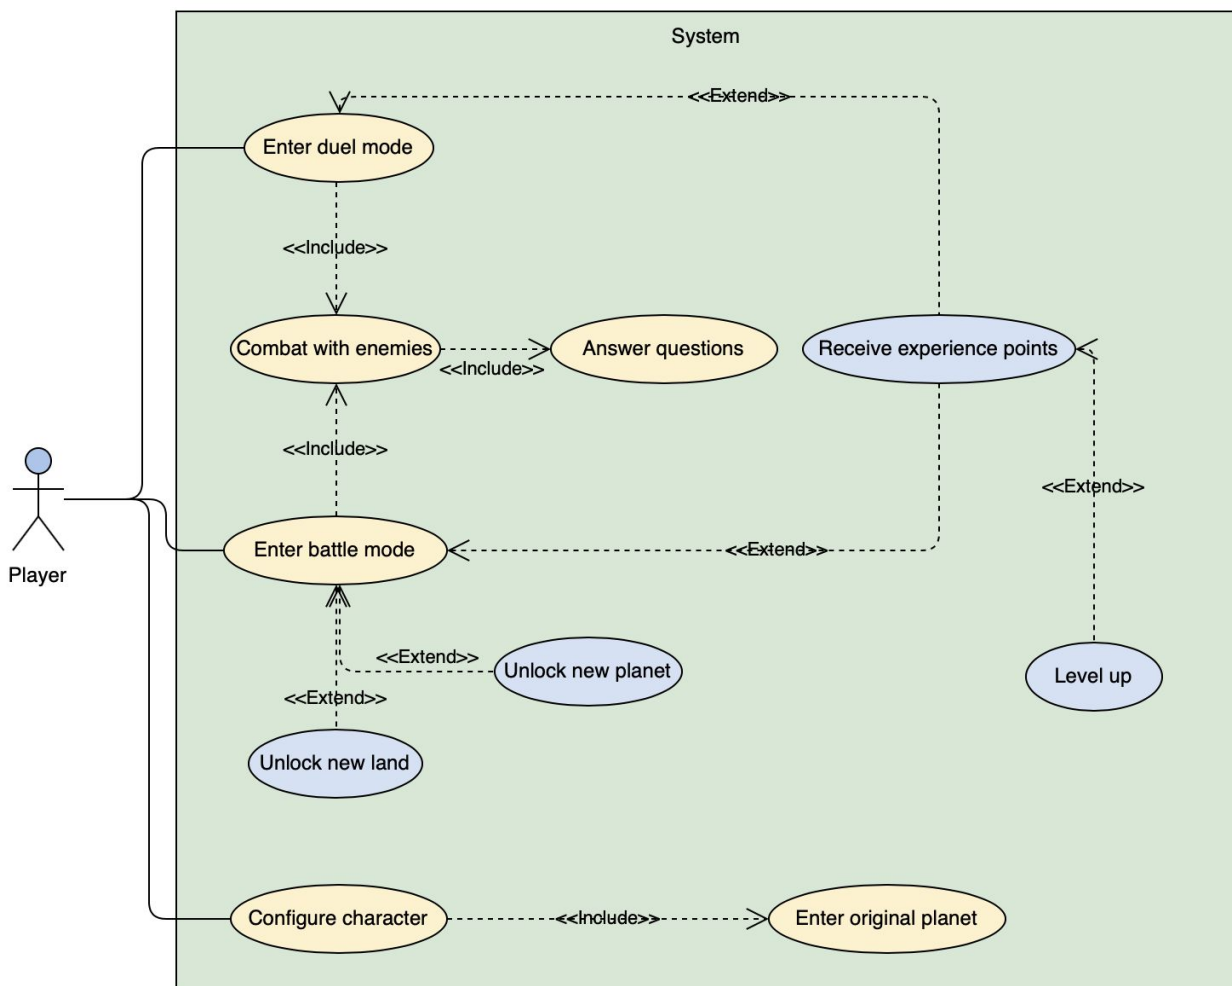 System
<<Extend>>
Enter duel mode
<<Include>>
Combat with enemies
<<Include>>
Answer questions
Receive experience points
<<Include>>
<<Extend>>
Enter battle mode
<<Extend>>
Player
<<Extend>>
Unlock new planet
Level up
<<Extend>>
Unlock new land
Configure character
<<Include>>
Enter original planet